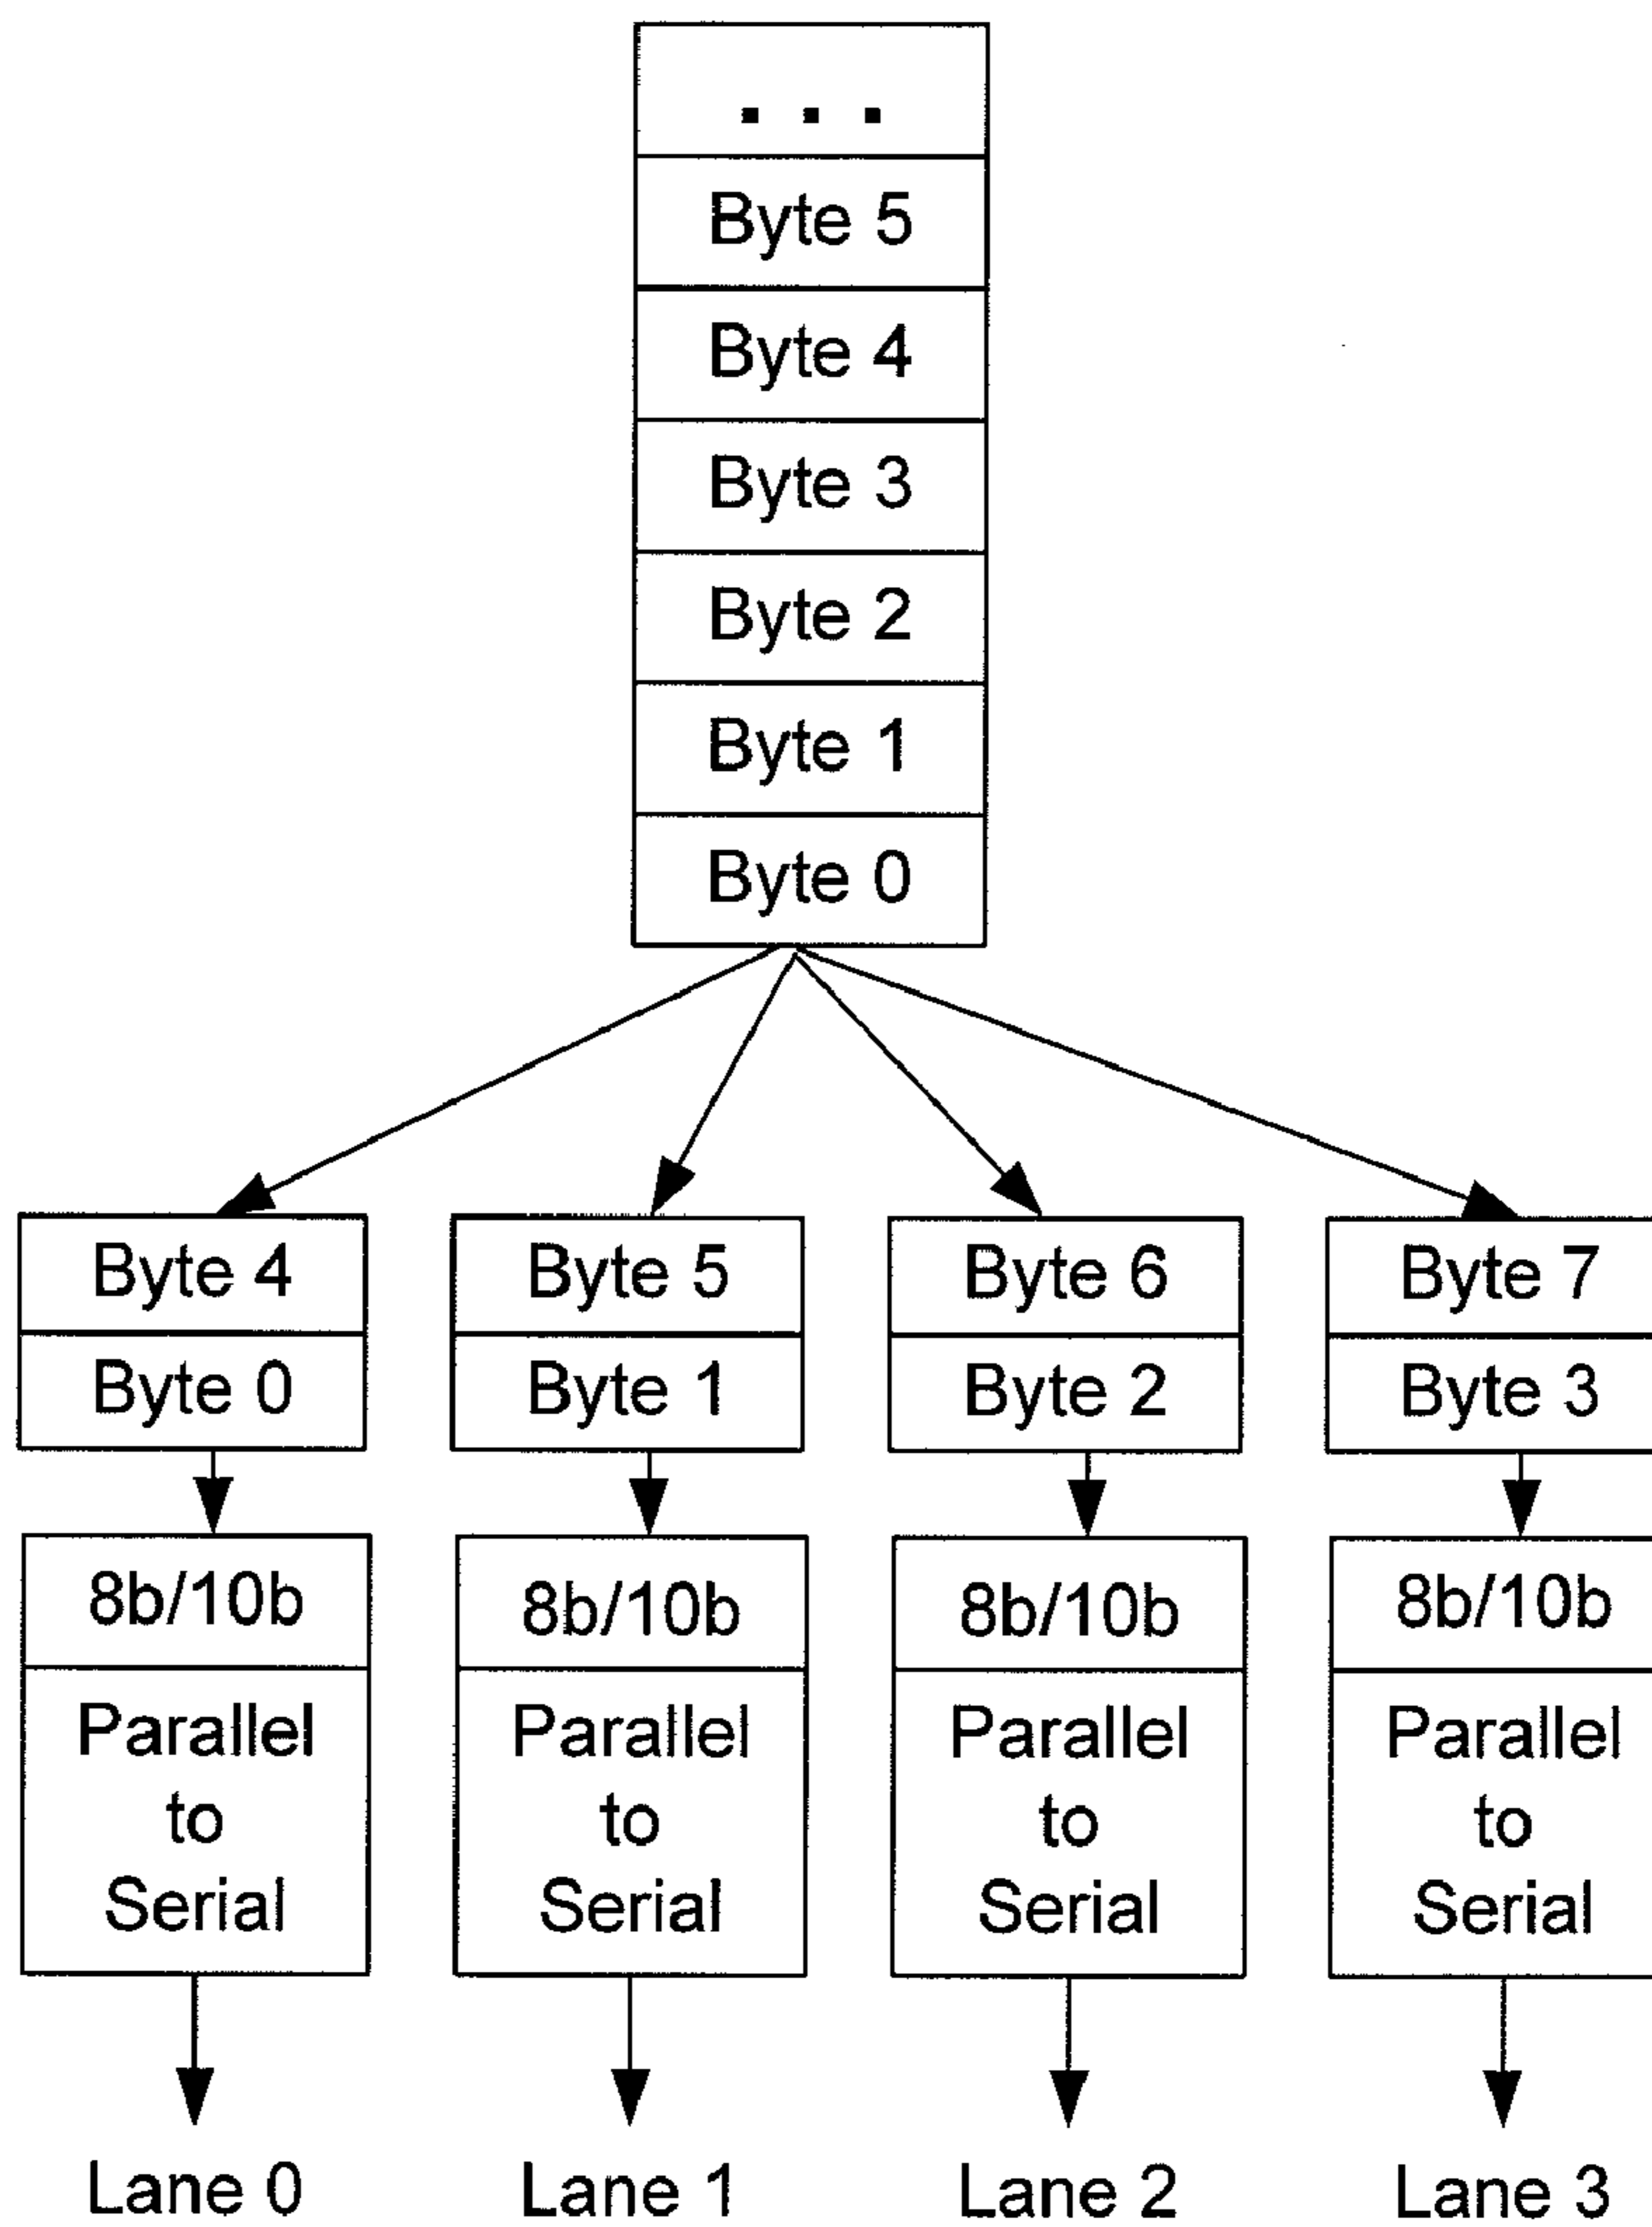 ...
Byte 5
Byte 4
Byte 3
Byte 2
Byte 1
Byte 0
Byte 4
Byte 5
Byte 6
Byte 7
Byte 0
Byte 1
Byte 2
Byte 3
8b/10b
8b/10b
8b/10b
8b/10b
Parallel
to
Serial
Parallel
to
Serial
Parallel
to
Serial
Parallel
to
Serial
Lane 0
Lane 1
Lane 2
Lane 3